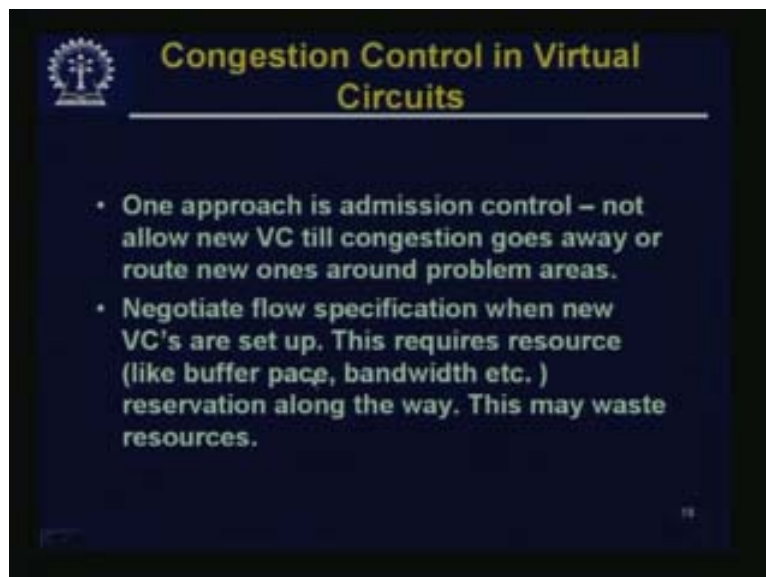 Congestion Control in Virtual
Circuits
• One approach is admission control – not
allow new VC till congestion goes away or
route new ones around problem areas.
• Negotiate flow specification when new
VC's are set up. This requires resource
(like buffer pace, bandwidth etc. )
reservation along the way. This may waste
resources.